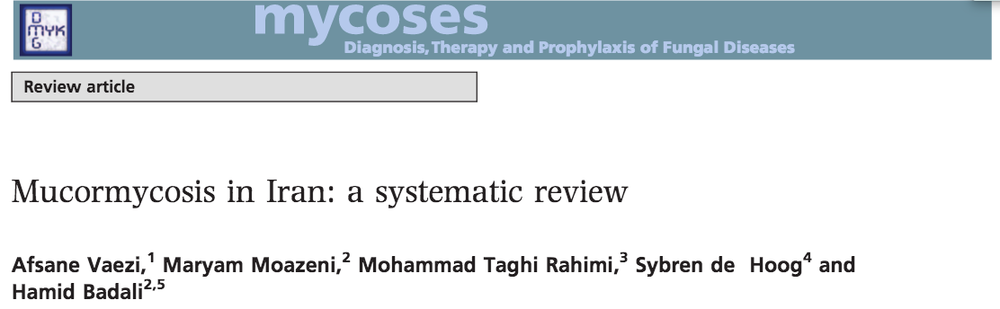 D
MYK
G
mycoses
Diagnosis, Therapy and Prophylaxis of Fungal Diseases
Review article
Mucormycosis in Iran: a systematic review
Afsane Vaezi,1 Maryam Moazeni,2 Mohammad Taghi Rahimi,3 Sybren de Hoog4 and
Hamid Badali2,5